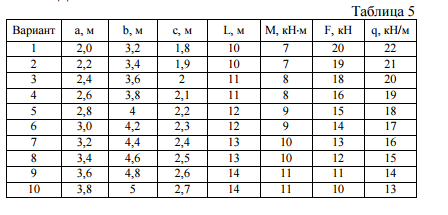 Таблица 5
Вариант a, м b, м c, м L, м M, кН·м F, кН q, кН/м
1 2,0 3,2 1,8 10 7 20 22
2 2,2 3,4 1,9 10 7 19 21
3 2,4 3,6 2 11 8 18 20
4 2,6 3,8 2,1 11 8 16 19
5 2,8 4 2,2 12 9 15 18
6 3,0 4,2 2,3 12 9 14 17
7 3,2 4,4 2,4 13 10 13 16
8 3,4 4,6 2,5 13 10 12 15
9 3,6 4,8 2,6 14 11 11 14
10 3,8 5 2,7 14 11 10 13